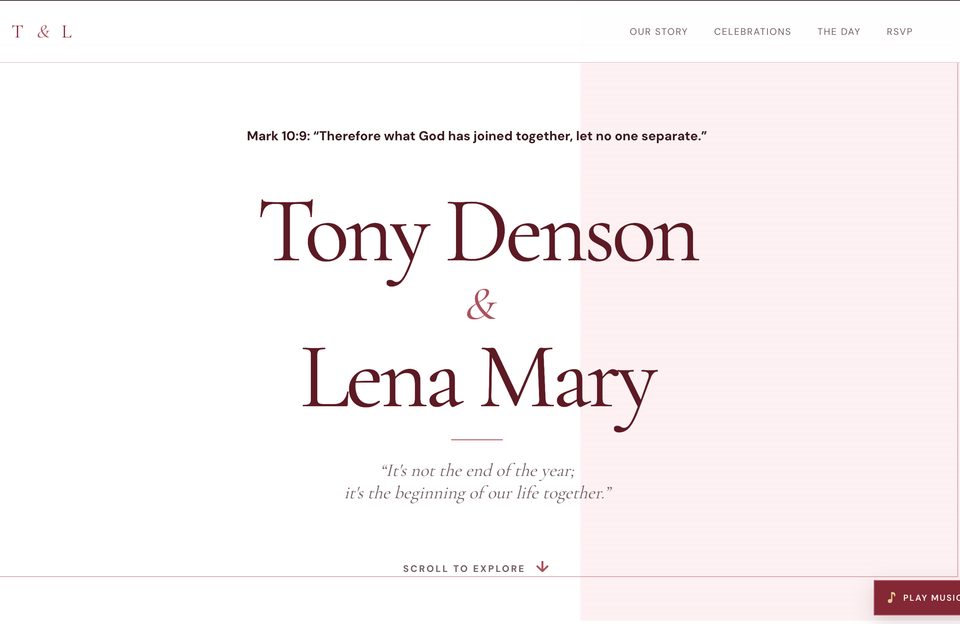 T & L
OUR STORY CELEBRATIONS THE DAY RSVP
Mark 10:9: “Therefore what God has joined together, let no one separate.”
Tony Denson
&
Lena Mary
“It's not the end of the year;
it's the beginning of our life together.”
SCROLL TO EXPLORE
PLAY MUSIC